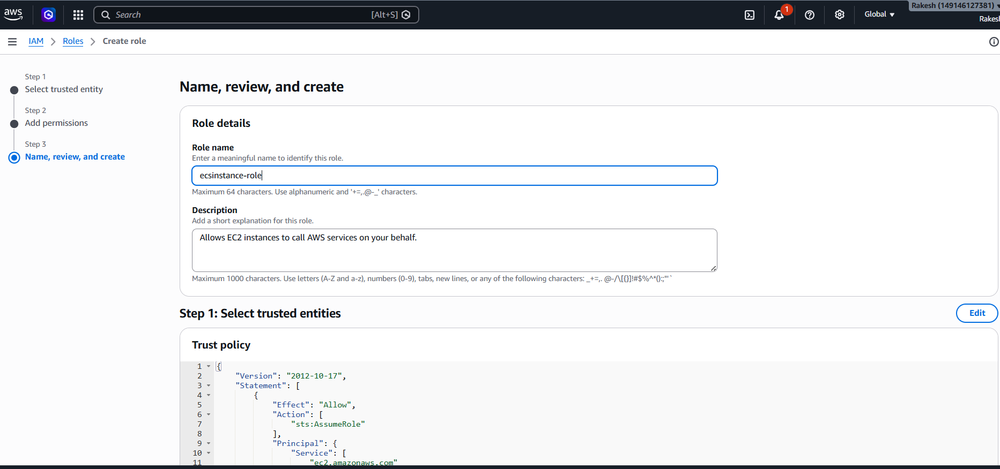 aws
Search [Alt+S]
1
Global
Rakesh (149146127381)
IAM > Roles > Create role
Step 1
Select trusted entity
Step 2
Add permissions
Step 3
Name, review, and create
Name, review, and create
Role details
Role name
Enter a meaningful name to identify this role.
ecsinstance-role
Maximum 64 characters. Use alphanumeric and '+=,.@-_' characters.
Description
Add a short explanation for this role.
Allows EC2 instances to call AWS services on your behalf.
Maximum 1000 characters. Use letters (A-Z and a-z), numbers (0-9), tabs, new lines, or any of the following characters: _+=,. @-/\[{}]!#$%^*();:"'`
Step 1: Select trusted entities
Edit
Trust policy
1 {
2 "Version": "2012-10-17",
3 "Statement": [
4 {
5 "Effect": "Allow",
6 "Action": [
7 "sts:AssumeRole"
8 ],
9 "Principal": {
10 "Service": [
11 "ec2.amazonaws.com"